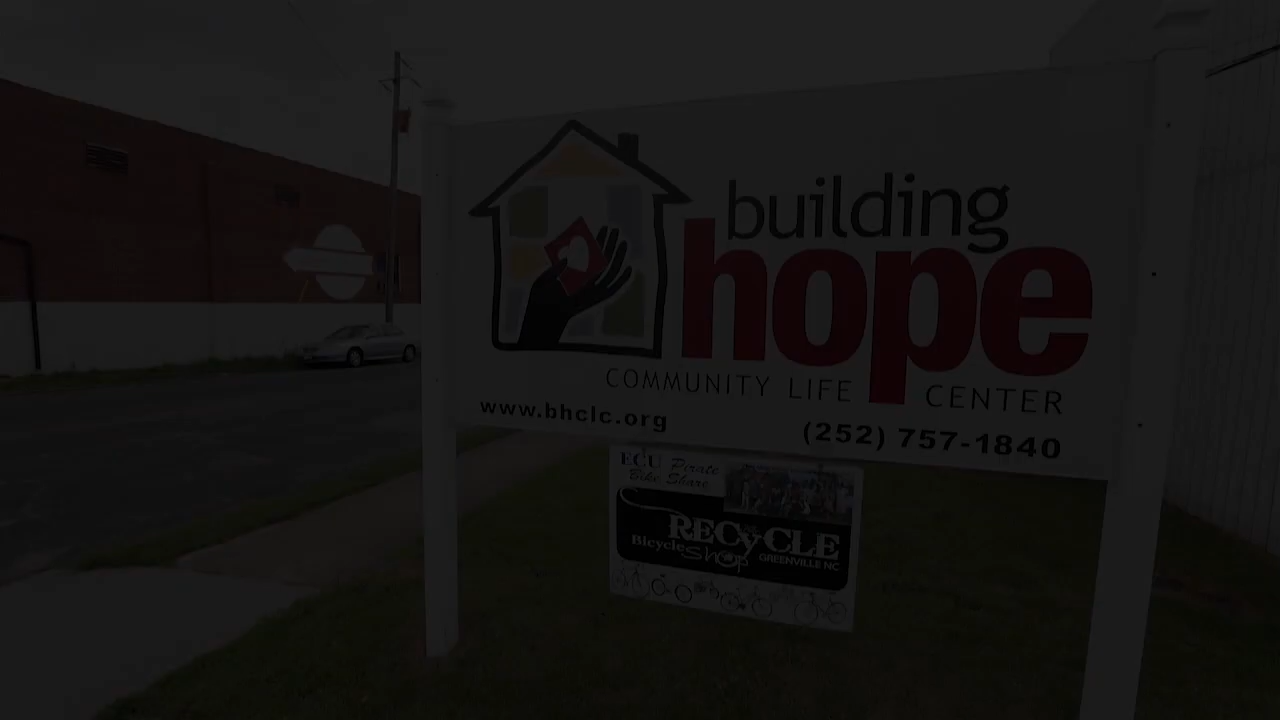 building
hope
COMMUNITY LIFE CENTER
www.bhclc.org
(252) 757-1840
ECU Pirate
Bike Share
RECyCLE
Bicycle Shop
GREENVILLE NC